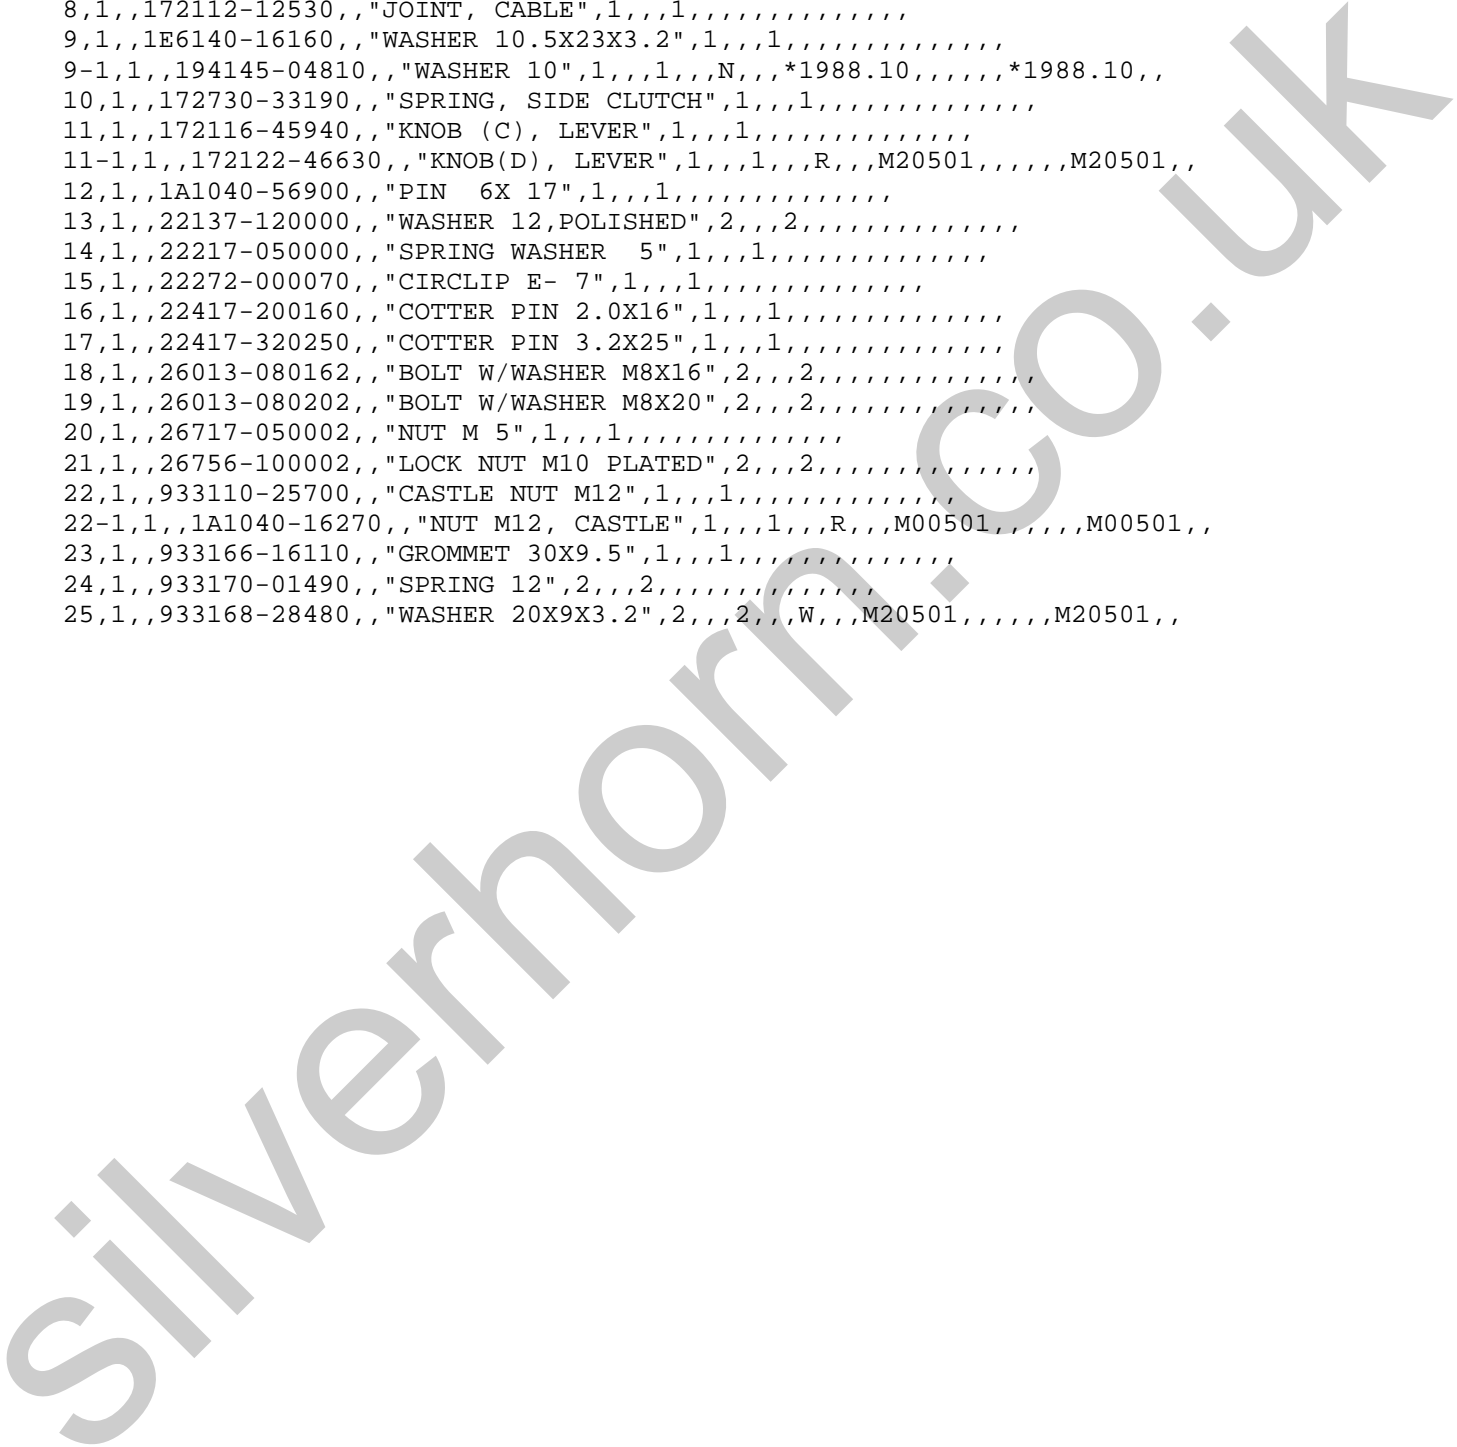 8,1,,172112-12530,,"JOINT, CABLE",1,,,1,,,,,,,,,,,,,,
9,1,,1E6140-16160,,"WASHER 10.5X23X3.2",1,,,1,,,,,,,,,,,,,,
9-1,1,,194145-04810,,"WASHER 10",1,,,1,,,N,,,*1988.10,,,,,,*1988.10,,
10,1,,172730-33190,,"SPRING, SIDE CLUTCH",1,,,1,,,,,,,,,,,,,,
11,1,,172116-45940,,"KNOB (C), LEVER",1,,,1,,,,,,,,,,,,,,
11-1,1,,172122-46630,,"KNOB(D), LEVER",1,,,1,,,R,,,M20501,,,,,,M20501,,
12,1,,1A1040-56900,,"PIN  6X 17",1,,,1,,,,,,,,,,,,,,
13,1,,22137-120000,,"WASHER 12,POLISHED",2,,,2,,,,,,,,,,,,,,
14,1,,22217-050000,,"SPRING WASHER  5",1,,,1,,,,,,,,,,,,,,
15,1,,22272-000070,,"CIRCLIP E- 7",1,,,1,,,,,,,,,,,,,,
16,1,,22417-200160,,"COTTER PIN 2.0X16",1,,,1,,,,,,,,,,,,,,
17,1,,22417-320250,,"COTTER PIN 3.2X25",1,,,1,,,,,,,,,,,,,,
18,1,,26013-080162,,"BOLT W/WASHER M8X16",2,,,2,,,,,,,,,,,,,,
19,1,,26013-080202,,"BOLT W/WASHER M8X20",2,,,2,,,,,,,,,,,,,,
20,1,,26717-050002,,"NUT M 5",1,,,1,,,,,,,,,,,,,,
21,1,,26756-100002,,"LOCK NUT M10 PLATED",2,,,2,,,,,,,,,,,,,,
22,1,,933110-25700,,"CASTLE NUT M12",1,,,1,,,,,,,,,,,,,,
22-1,1,,1A1040-16270,,"NUT M12, CASTLE",1,,,1,,,R,,,M00501,,,,,,M00501,,
23,1,,933166-16110,,"GROMMET 30X9.5",1,,,1,,,,,,,,,,,,,,
24,1,,933170-01490,,"SPRING 12",2,,,2,,,,,,,,,,,,,,
25,1,,933168-28480,,"WASHER 20X9X3.2",2,,,2,,,W,,,M20501,,,,,,M20501,,
silverhorn.co.uk